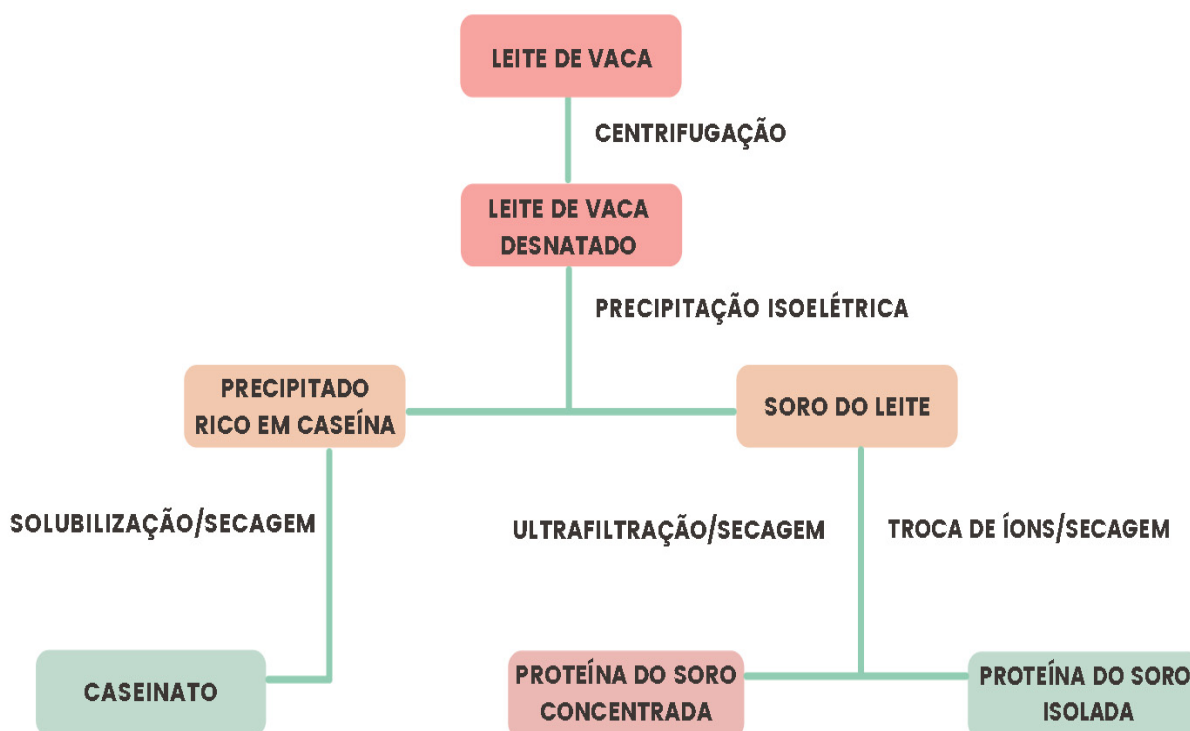 LEITE DE VACA
CENTRIFUGAÇÃO
LEITE DE VACA
DESNATADO
PRECIPITAÇÃO ISOELÉTRICA
PRECIPITADO
RICO EM CASEÍNA
SORO DO LEITE
SOLUBILIZAÇÃO/SECAGEM
ULTRAFILTRAÇÃO/SECAGEM
TROCA DE ÍONS/SECAGEM
CASEINATO
PROTEÍNA DO SORO
CONCENTRADA
PROTEÍNA DO SORO
ISOLADA